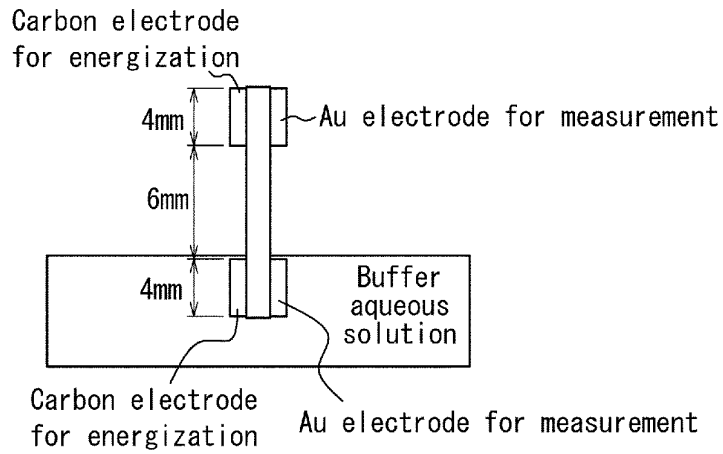 Carbon electrode
for energization
4mm
Au electrode for measurement
6mm
4mm
Buffer
aqueous
solution
Carbon electrode
for energization
Au electrode for measurement